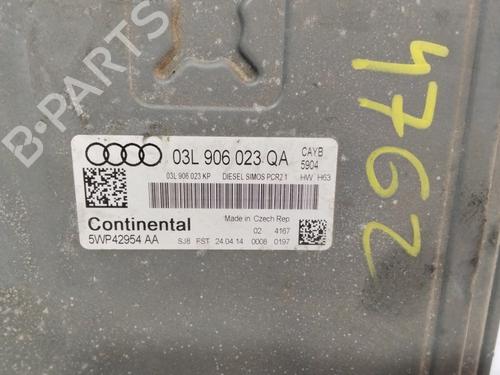 B-PARTS
4762
03L 906 023 QA
CAYB
5904
03L 906 023 KP DIESEL SIMOS PCR2 1 HW H63
Continental
Made in Czech Rep
02 4167
5WP42954 AA
SJ8 FST 24 04 14 0008 0197